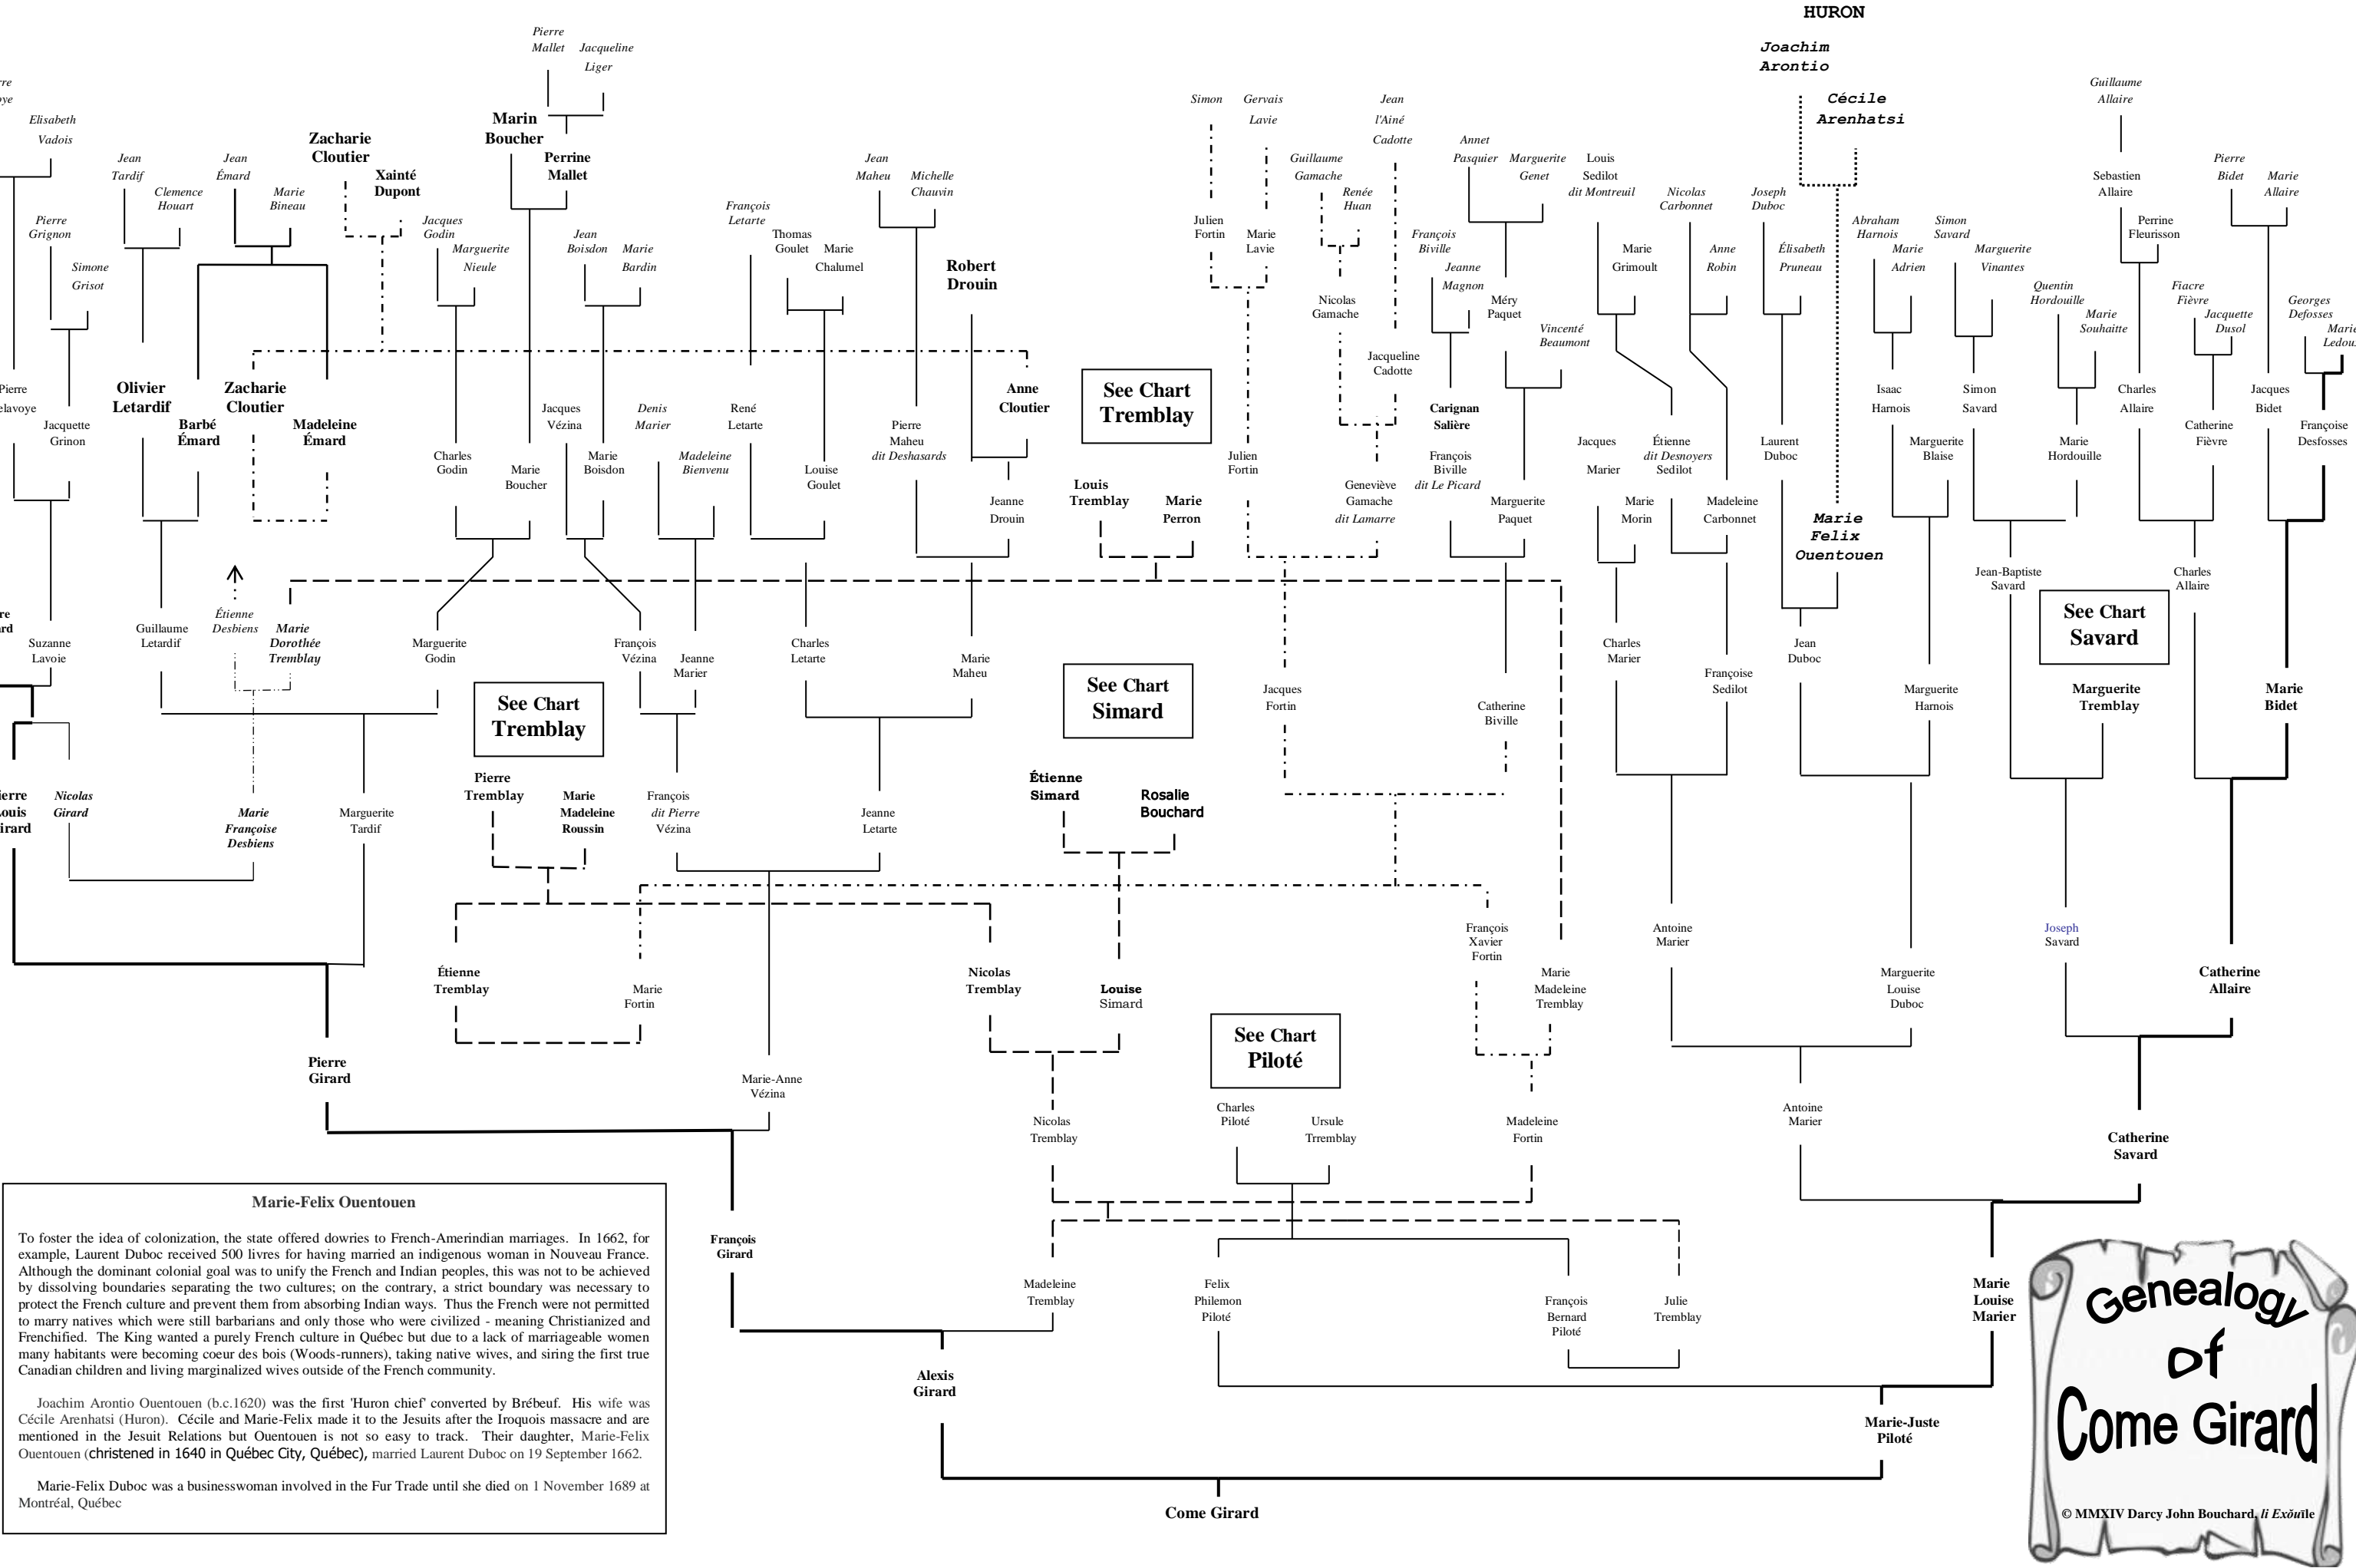 HURON
Pierre
Mallet
Jacqueline
Liger
Joachim
Arontio
Cécile
Arenhatsi
Guillaume
Allaire
Elisabeth
Vadois
Marin
Boucher
Perrine
Mallet
Zacharie
Cloutier
Xainté
Dupont
Jean
Tardif
Clemence
Houart
Jean
Émard
Marie
Bineau
Jean
Maheu
Michelle
Chauvin
Simon
Gervais
Lavie
Jean
l'Ainé
Cadotte
Guillaume
Gamache
Renée
Huan
Annet
Pasquier
Marguerite
Genet
Louis
Sedilot
dit Montreuil
Nicolas
Carbonnet
Joseph
Duboc
Sebastien
Allaire
Perrine
Fleurisson
Pierre
Bidet
Marie
Allaire
Pierre
Grignon
Simone
Grisot
Jacques
Godin
Marguerite
Nieule
Jean
Boisdon
Marie
Bardin
François
Letarte
Thomas
Goulet
Marie
Chalumel
Robert
Drouin
Julien
Fortin
Marie
Lavie
Nicolas
Gamache
Jacqueline
Cadotte
François
Biville
Jeanne
Magnon
Méry
Paquet
Vincenté
Beaumont
Marie
Grimoult
Anne
Robin
Élisabeth
Pruneau
Abraham
Harnois
Marie
Adrien
Simon
Savard
Marguerite
Vinantes
Quentin
Hordouille
Marie
Souhaitte
Fiacre
Fièvre
Jacquette
Dusol
Georges
Defosses
Pierre
Jacquette
Grinon
Olivier
Letardif
Barbé
Émard
Zacharie
Cloutier
Madeleine
Émard
Charles
Godin
Marie
Boucher
Jacques
Vézina
Marie
Boisdon
Denis
Marier
Madeleine
Bienvenu
René
Letarte
Louise
Goulet
Pierre
Maheu
dit Deshasards
Anne
Cloutier
Jeanne
Drouin
See Chart
Tremblay
Louis
Tremblay
Marie
Perron
Julien
Fortin
Geneviève
Gamache
dit Lamarre
Carignan
Salière
François
Biville
dit Le Picard
Marguerite
Paquet
Jacques
Marier
Marie
Morin
Étienne
dit Desnoyers
Sedilot
Madeleine
Carbonnet
Laurent
Duboc
Marie
Felix
Ouentouen
Isaac
Harnois
Marguerite
Blaise
Simon
Savard
Marie
Hordouille
Charles
Allaire
Catherine
Fièvre
Jacques
Bidet
Françoise
Desfosses
Suzanne
Lavoie
Guillaume
Letardif
Étienne
Desbiens
Marie
Dorothée
Tremblay
Marguerite
Godin
François
Vézina
Jeanne
Marier
Charles
Letarte
Marie
Maheu
See Chart
Tremblay
See Chart
Simard
Jacques
Fortin
Catherine
Biville
Charles
Marier
Françoise
Sedilot
Jean
Duboc
Marguerite
Harnois
Jean-Baptiste
Savard
See Chart
Savard
Marguerite
Tremblay
Charles
Allaire
Marie
Bidet
Nicolas
Girard
Marie
Françoise
Desbiens
Marguerite
Tardif
Pierre
Tremblay
Marie
Madeleine
Roussin
François
dit Pierre
Vézina
Jeanne
Letarte
Étienne
Simard
Rosalie
Bouchard
Étienne
Tremblay
Marie
Fortin
Nicolas
Tremblay
Louise
Simard
François
Xavier
Fortin
Marie
Madeleine
Tremblay
Antoine
Marier
Marguerite
Louise
Duboc
Joseph
Savard
Catherine
Allaire
Pierre
Girard
Marie-Anne
Vézina
Nicolas
Tremblay
See Chart
Piloté
Charles
Piloté
Ursule
Trremblay
Madeleine
Fortin
Antoine
Marier
Catherine
Savard
François
Girard
Madeleine
Tremblay
Felix
Philemon
Piloté
François
Bernard
Piloté
Julie
Tremblay
Marie
Louise
Marier
Alexis
Girard
Marie-Juste
Piloté
Come Girard
Marie-Felix Ouentouen
To foster the idea of colonization, the state offered dowries to French-Amerindian marriages. In 1662, for
example, Laurent Duboc received 500 livres for having married an indigenous woman in Nouveau France.
Although the dominant colonial goal was to unify the French and Indian peoples, this was not to be achieved
by dissolving boundaries separating the two cultures; on the contrary, a strict boundary was necessary to
protect the French culture and prevent them from absorbing Indian ways. Thus the French were not permitted
to marry natives which were still barbarians and only those who were civilized - meaning Christianized and
Frenchified. The King wanted a purely French culture in Québec but due to a lack of marriageable women
many habitants were becoming coeur des bois (Woods-runners), taking native wives, and siring the first true
Canadian children and living marginalized wives outside of the French community.
Joachim Arontio Ouentouen (b.c.1620) was the first 'Huron chief' converted by Brébeuf. His wife was
Cécile Arenhatsi (Huron). Cécile and Marie-Felix made it to the Jesuits after the Iroquois massacre and are
mentioned in the Jesuit Relations but Ouentouen is not so easy to track. Their daughter, Marie-Felix
Ouentouen (christened in 1640 in Québec City, Québec), married Laurent Duboc on 19 September 1662.
Marie-Felix Duboc was a businesswoman involved in the Fur Trade until she died on 1 November 1689 at
Montréal, Québec
Genealogy
of
Come Girard
© MMXIV Darcy John Bouchard, li Exŏuīle